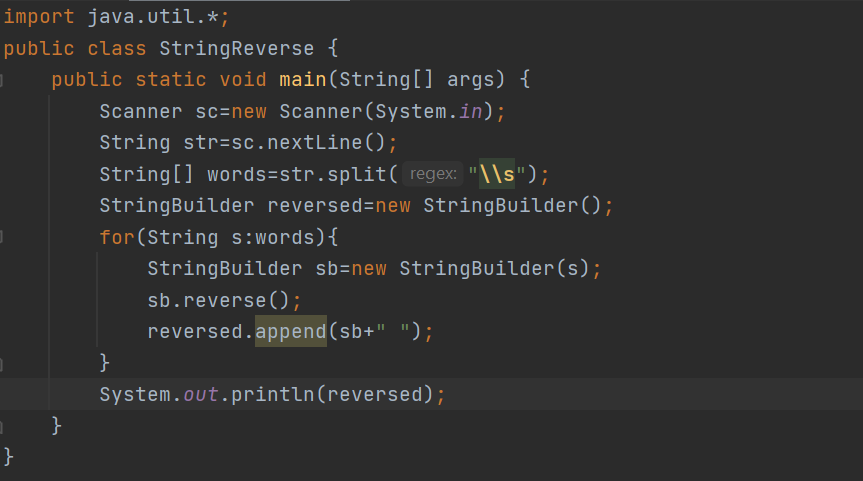 import java.util.*;
public class StringReverse {
    public static void main(String[] args) {
        Scanner sc=new Scanner(System.in);
        String str=sc.nextLine();
        String[] words=str.split( regex: "\\s");
        StringBuilder reversed=new StringBuilder();
        for(String s:words){
            StringBuilder sb=new StringBuilder(s);
            sb.reverse();
            reversed.append(sb+" ");
        }
        System.out.println(reversed);
    }
}